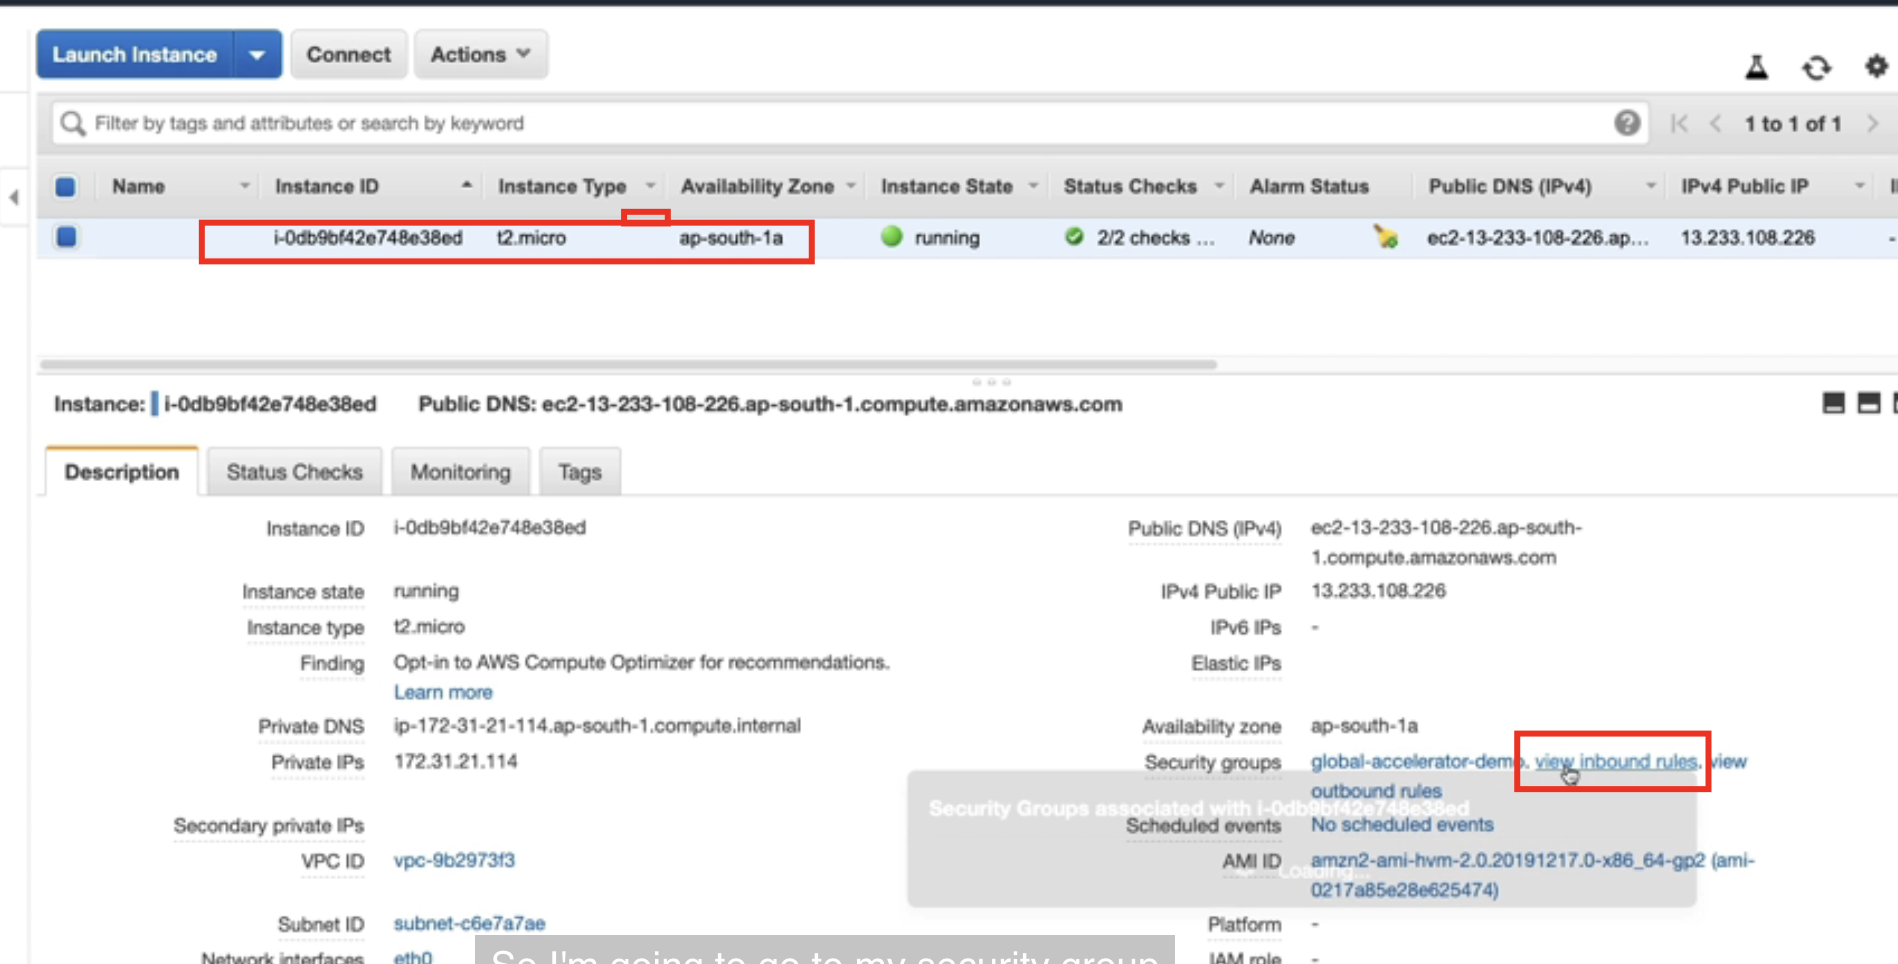 Launch Instance Connect Actions
Filter by tags and attributes or search by keyword 1 to 1 of 1
Name Instance ID Instance Type Availability Zone Instance State Status Checks Alarm Status Public DNS (IPv4) IPv4 Public IP
i-0db9bf42e748e38ed t2.micro ap-south-1a running 2/2 checks ... None ec2-13-233-108-226.ap... 13.233.108.226 -
Instance: i-0db9bf42e748e38ed Public DNS: ec2-13-233-108-226.ap-south-1.compute.amazonaws.com
Description Status Checks Monitoring Tags
Instance ID i-0db9bf42e748e38ed
Instance state running
Instance type t2.micro
Finding Opt-in to AWS Compute Optimizer for recommendations.
Learn more
Private DNS ip-172-31-21-114.ap-south-1.compute.internal
Private IPs 172.31.21.114
Secondary private IPs
VPC ID vpc-9b2973f3
Subnet ID subnet-c6e7a7ae
Network interfaces eth0
Public DNS (IPv4) ec2-13-233-108-226.ap-south-
1.compute.amazonaws.com
IPv4 Public IP 13.233.108.226
IPv6 IPs -
Elastic IPs
Availability zone ap-south-1a
Security groups global-accelerator-demo. view inbound rules. view
outbound rules
Security Groups associated with i-0db9bf42e748e38ed
Scheduled events No scheduled events
Loading...
AMI ID amzn2-ami-hvm-2.0.20191217.0-x86_64-gp2 (ami-
0217a85e28e625474)
Platform -
IAM role -
So I'm going to go to my security group